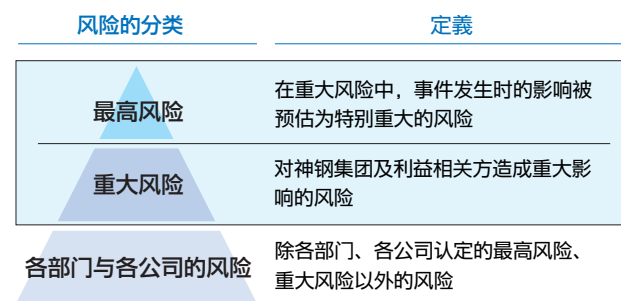 风险的分类
定義
最高风险
在重大风险中，事件发生时的影响被
预估为特别重大的风险
重大风险
对神钢集团及利益相关方造成重大影
响的风险
各部门与各公司的风险
除各部门、各公司认定的最高风险、
重大风险以外的风险